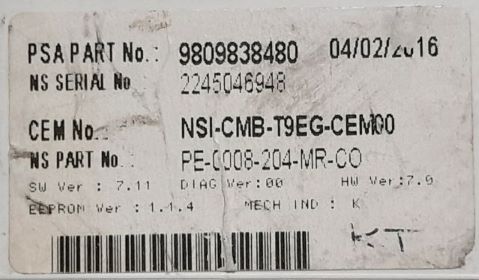 PSA PART No.: 9809838480 04/02/2016
NS SERIAL No 2245046948
CEM No.: NSI-CMB-T9EG-CEM00
NS PART No.: PE-0008-204-MR-CO
SW Ver : 7.11 DIAG Ver:00 HW Ver:7.0
EEPROM Ver : 1.1.4 MECH IND : K
KT